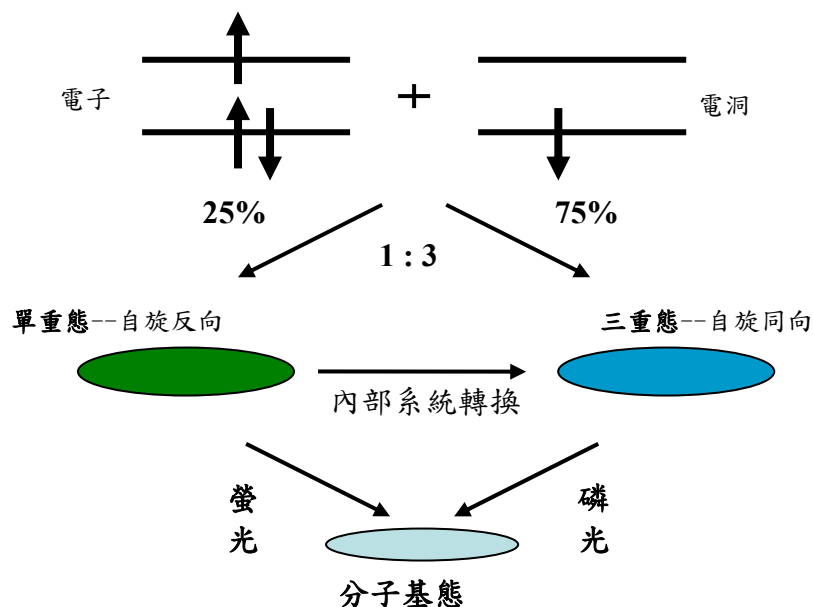 電子
+
電洞
25%
75%
1 : 3
單重態--自旋反向
三重態--自旋同向
內部系統轉換
螢光
磷光
分子基態